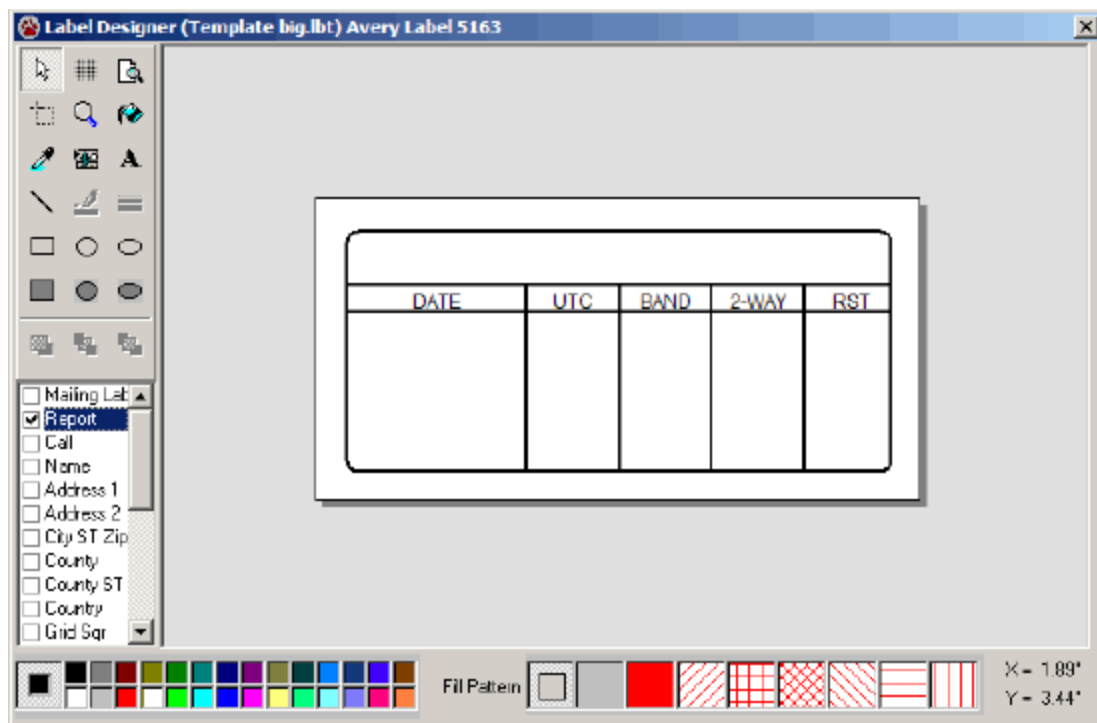 Label Designer (Template big.lbt) Avery Label 5163
A
DATE UTC BAND 2-WAY RST
Mailing Lab
Report
Call
Name
Address 1
Address 2
City ST Zip
County
County ST
Country
Grid Sqr
Fill Pattern
X = 1.89"
Y = 3.44"